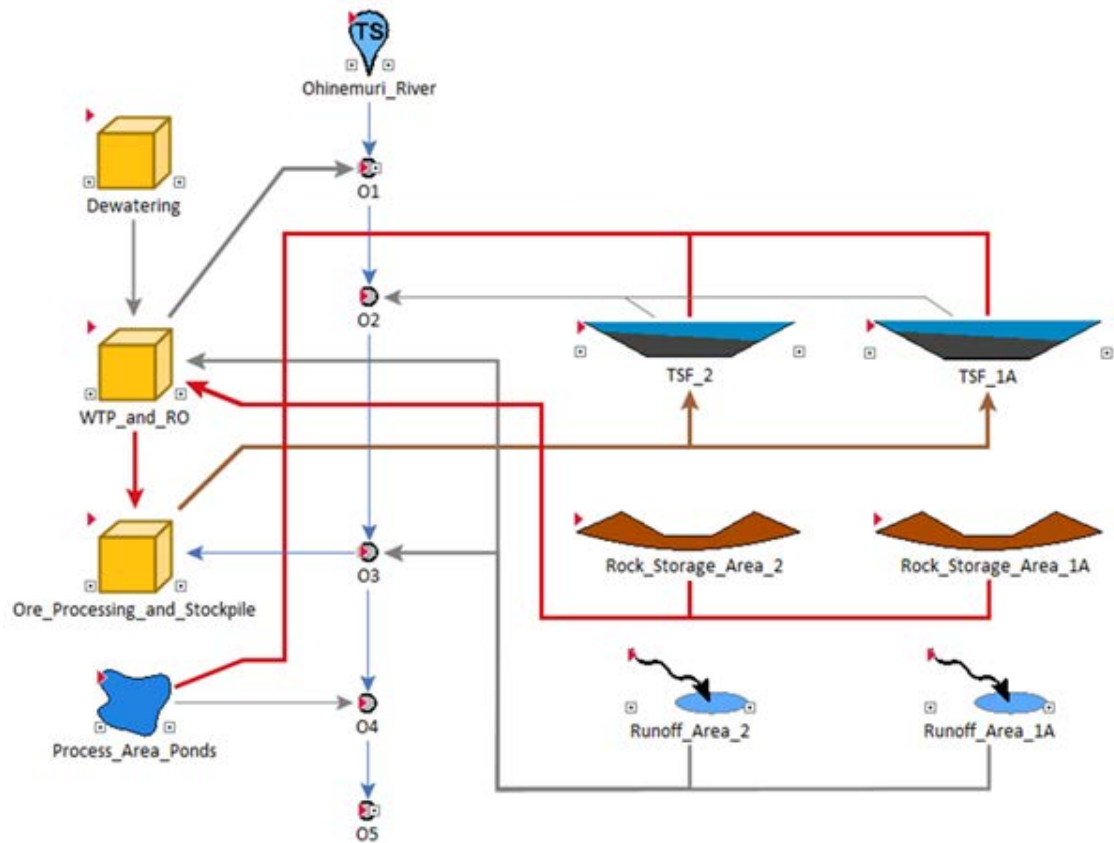 TS
Ohinemuri_River
Dewatering
O1
O2
TSF_2
TSF_1A
WTP_and_RO
O3
Rock_Storage_Area_2
Rock_Storage_Area_1A
Ore_Processing_and_Stockpile
O4
Runoff_Area_2
Runoff_Area_1A
Process_Area_Ponds
O5